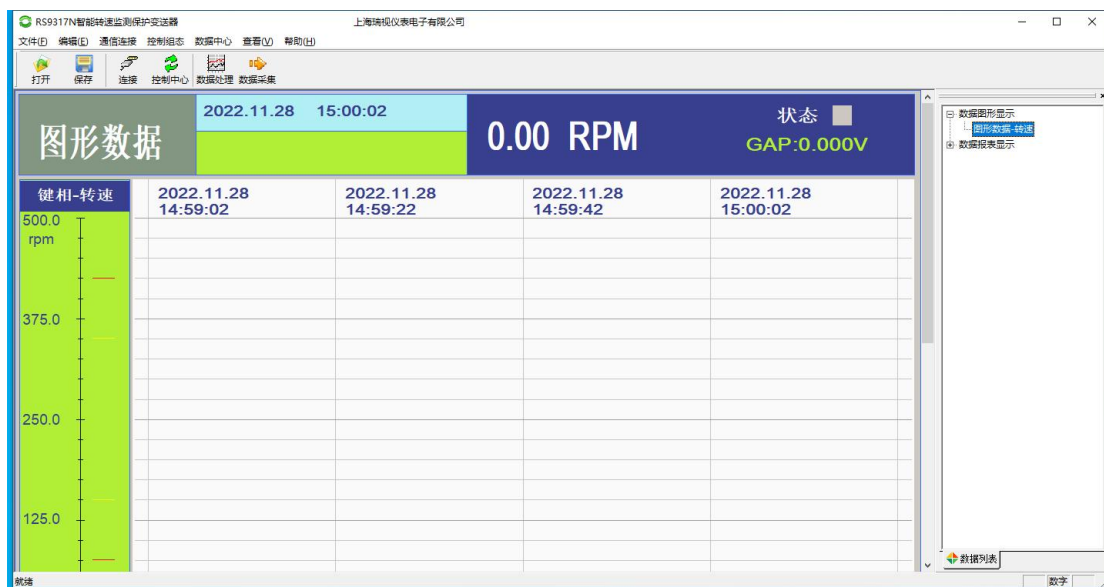 RS9317N智能转速监测保护变送器 上海瑞视仪表电子有限公司
文件(F) 编辑(E) 通信连接 控制组态 数据中心 查看(V) 帮助(H)
打开 保存 连接 控制中心 数据处理 数据采集
图形数据
2022.11.28 15:00:02
0.00 RPM
状态
GAP:0.000V
键相-转速
2022.11.28 14:59:02
2022.11.28 14:59:22
2022.11.28 14:59:42
2022.11.28 15:00:02
500.0
rpm
375.0
250.0
125.0
数据图形显示
图形数据-转速
数据报表显示
数据列表
就绪
数字